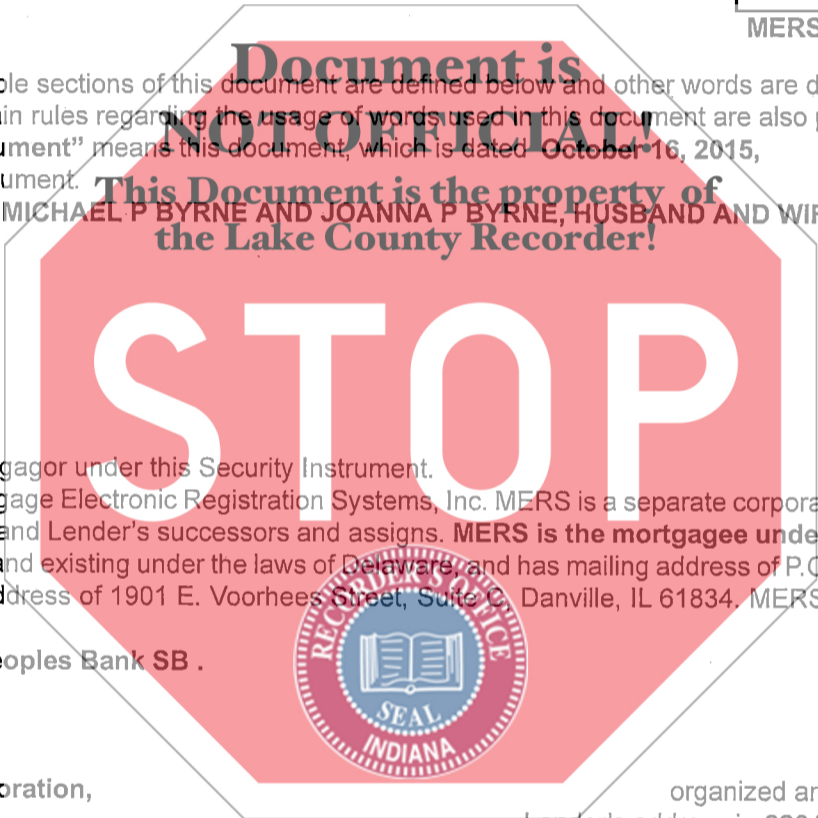 MERS
Document is
ole sections of this document are defined below and other words are d
in rules regarding the usage of words used in this document are also
NOT OFFICIAL!
ument” means this document, which is dated October 16, 2015,
ument.
This Document is the property of
MICHAEL P BYRNE AND JOANNA P BYRNE, HUSBAND AND WIF
the Lake County Recorder!
STOP
gagor under this Security Instrument.
gage Electronic Registration Systems, Inc. MERS is a separate corpora
and Lender's successors and assigns. MERS is the mortgagee unde
nd existing under the laws of Delaware, and has mailing address of P.O
ddress of 1901 E. Voorhees Street, Suite C, Danville, IL 61834. MERS
RECORDER'S OFFICE
eoples Bank SB .
SEAL
INDIANA
oration,
organized an